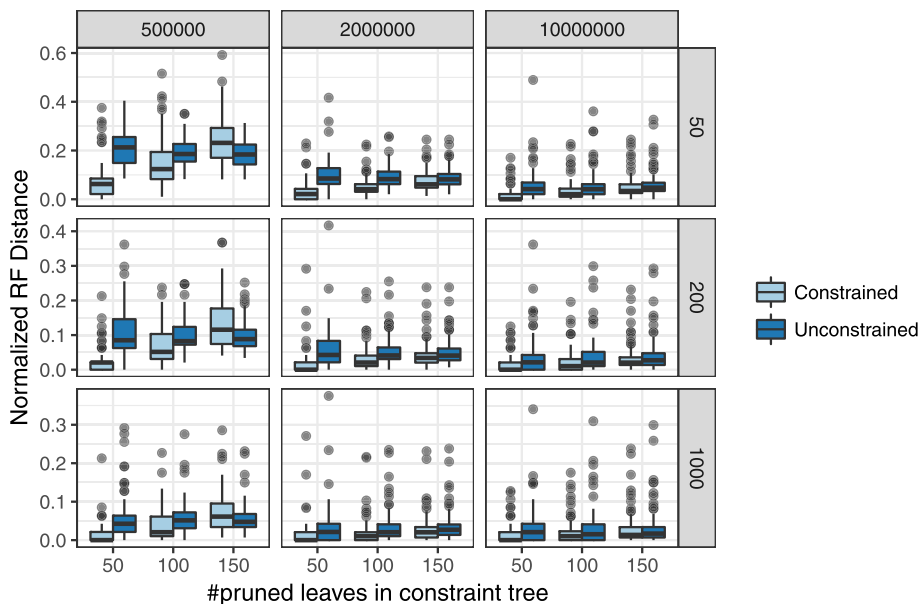 500000 2000000 10000000
Normalized RF Distance
0.6
0.4
0.2
0.0
50
0.4
0.3
0.2
0.1
0.0
200
0.3
0.2
0.1
0.0
1000
50 100 150 50 100 150 50 100 150
#pruned leaves in constraint tree
Constrained
Unconstrained